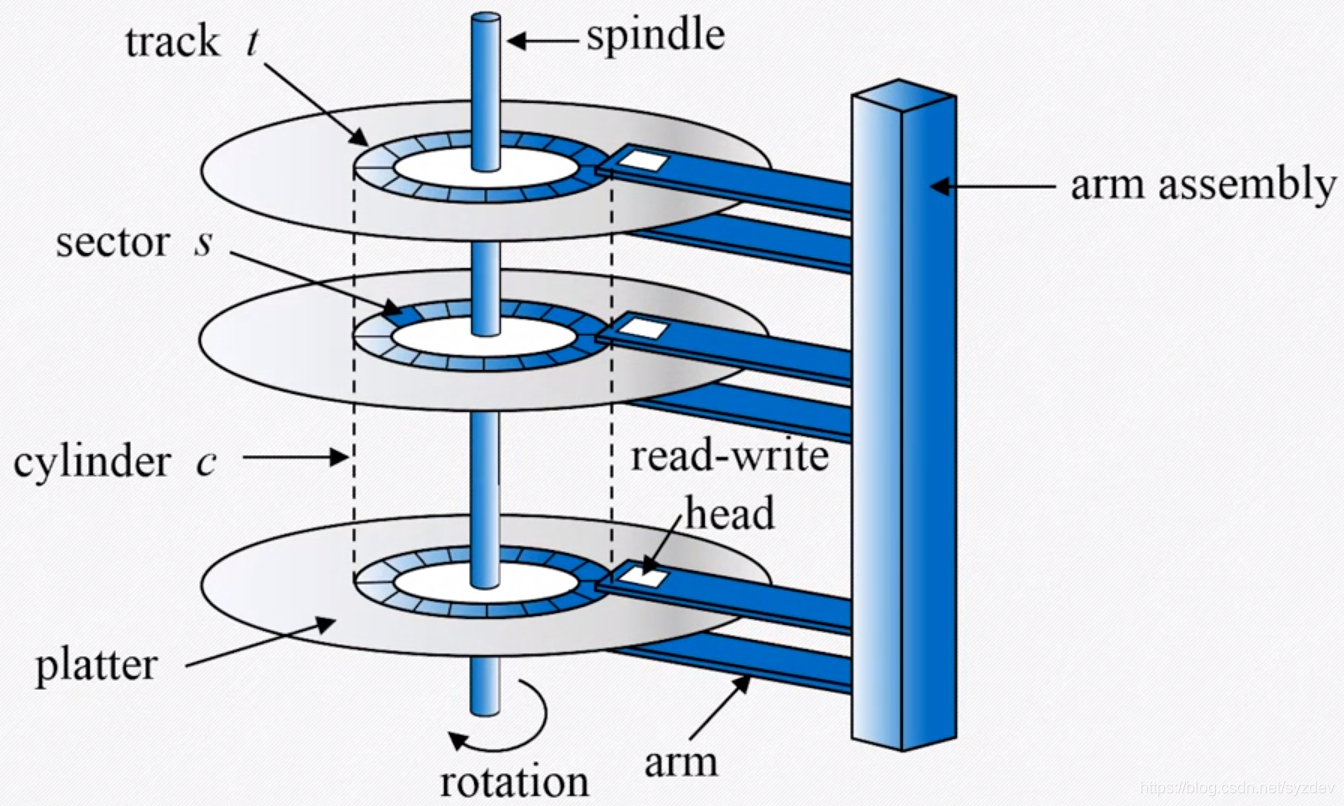 track t
spindle
arm assembly
sector s
cylinder c
read-write
head
platter
arm
rotation
https://blog.csdn.net/syzdev